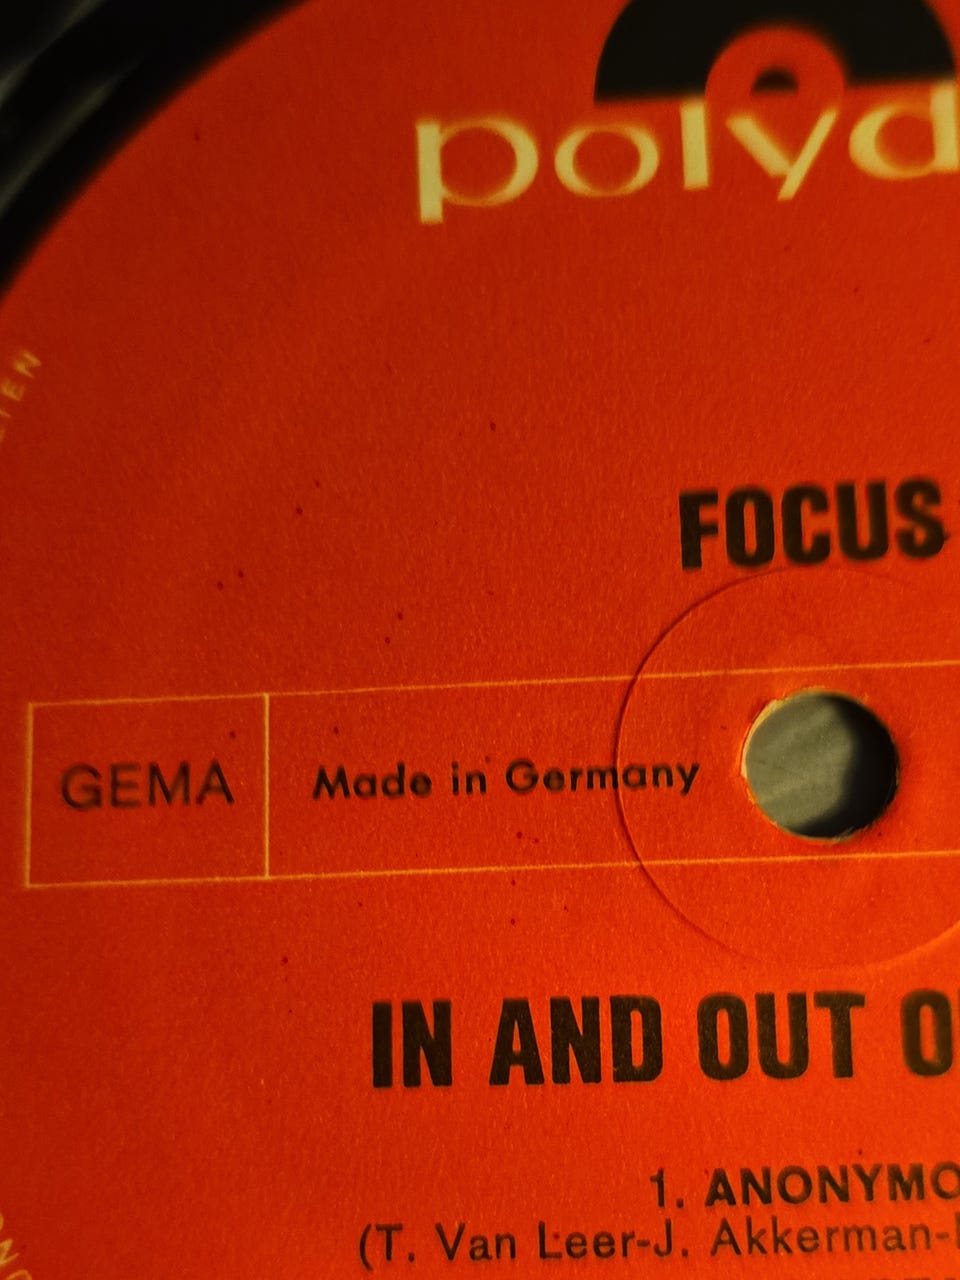 polyd
FOCUS
GEMA
Made in Germany
IN AND OUT O
1. ANONYMO
(T. Van Leer-J. Akkerman-